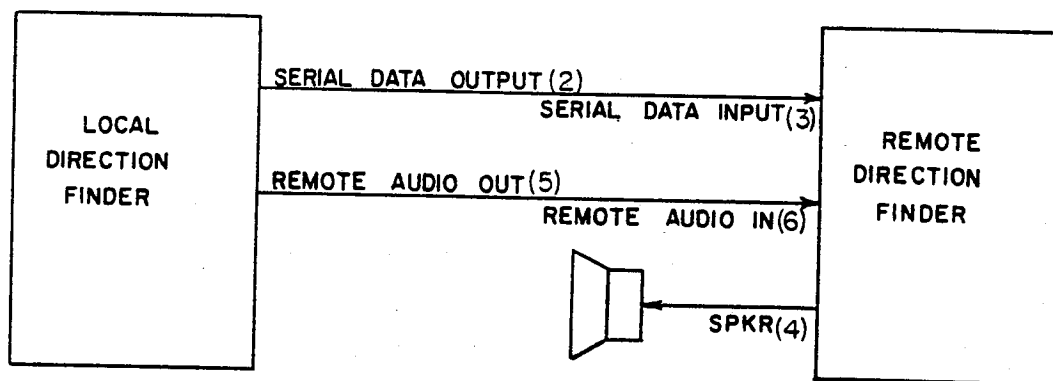 LOCAL
DIRECTION
FINDER
SERIAL DATA OUTPUT(2)
SERIAL DATA INPUT(3)
REMOTE AUDIO OUT(5)
REMOTE AUDIO IN(6)
SPKR(4)
REMOTE
DIRECTION
FINDER